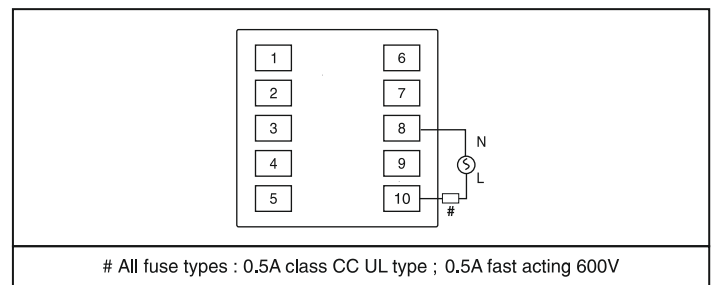 1 6
2 7
3 8
N
4 9
L
5 10
#
# All fuse types : 0.5A class CC UL type ; 0.5A fast acting 600V